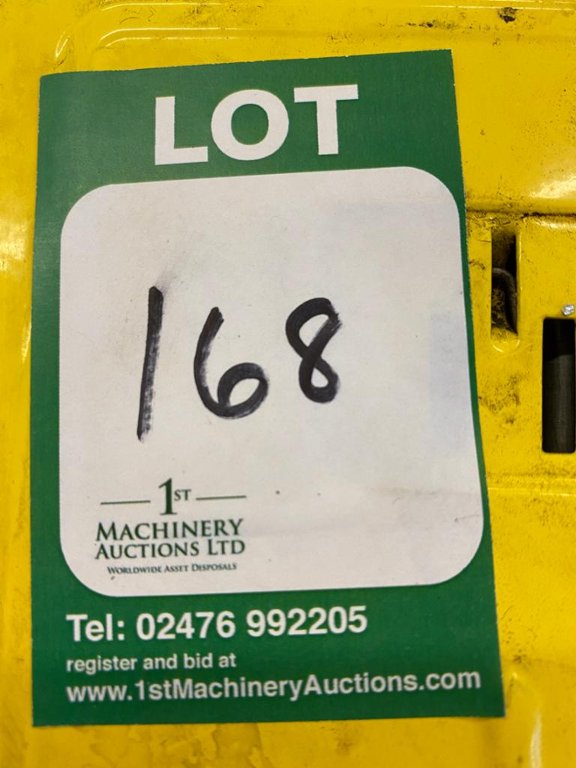 LOT
168
1ST
MACHINERY
AUCTIONS LTD
WORLDWIDE ASSET DISPOSALS
Tel: 02476 992205
register and bid at
www.1stMachineryAuctions.com